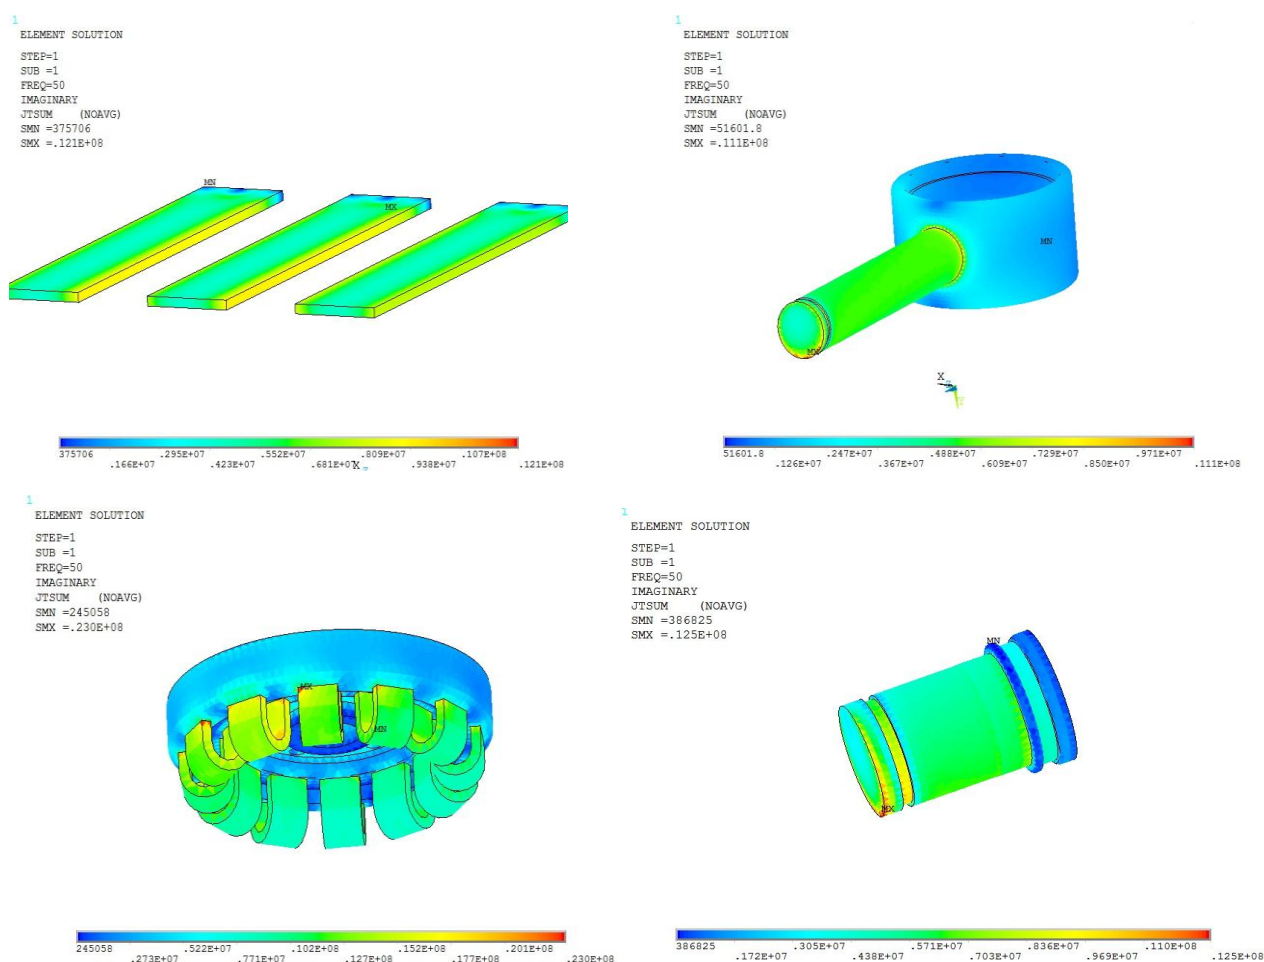 1
ELEMENT SOLUTION
STEP=1
SUB =1
FREQ=50
IMAGINARY
JTSUM (NOAVG)
SMN =375706
SMX =.121E+08
MN
MX
375706 .295E+07 .552E+07 .809E+07 .107E+08
.166E+07 .423E+07 .681E+07 .938E+07 .121E+08
X
1
ELEMENT SOLUTION
STEP=1
SUB =1
FREQ=50
IMAGINARY
JTSUM (NOAVG)
SMN =51601.8
SMX =.111E+08
MN
MX
X
51601.8 .247E+07 .488E+07 .729E+07 .971E+07
.126E+07 .367E+07 .609E+07 .850E+07 .111E+08
1
ELEMENT SOLUTION
STEP=1
SUB =1
FREQ=50
IMAGINARY
JTSUM (NOAVG)
SMN =245058
SMX =.230E+08
MX
MN
245058 .522E+07 .102E+08 .152E+08 .201E+08
.273E+07 .771E+07 .127E+08 .177E+08 .230E+08
1
ELEMENT SOLUTION
STEP=1
SUB =1
FREQ=50
IMAGINARY
JTSUM (NOAVG)
SMN =386825
SMX =.125E+08
MN
MX
386825 .305E+07 .571E+07 .836E+07 .110E+08
.172E+07 .438E+07 .703E+07 .969E+07 .125E+08